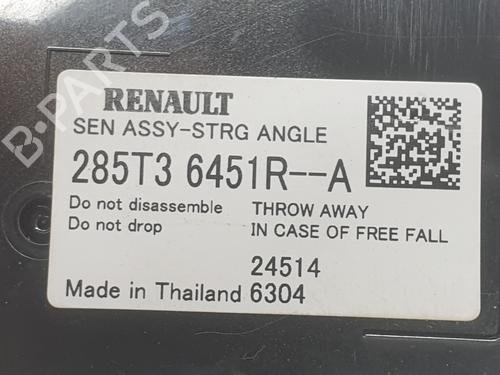 RENAULT
SEN ASSY-STRG ANGLE
285T3 6451R--A
Do not disassemble THROW AWAY
Do not drop IN CASE OF FREE FALL
24514
Made in Thailand 6304
B-PARTS